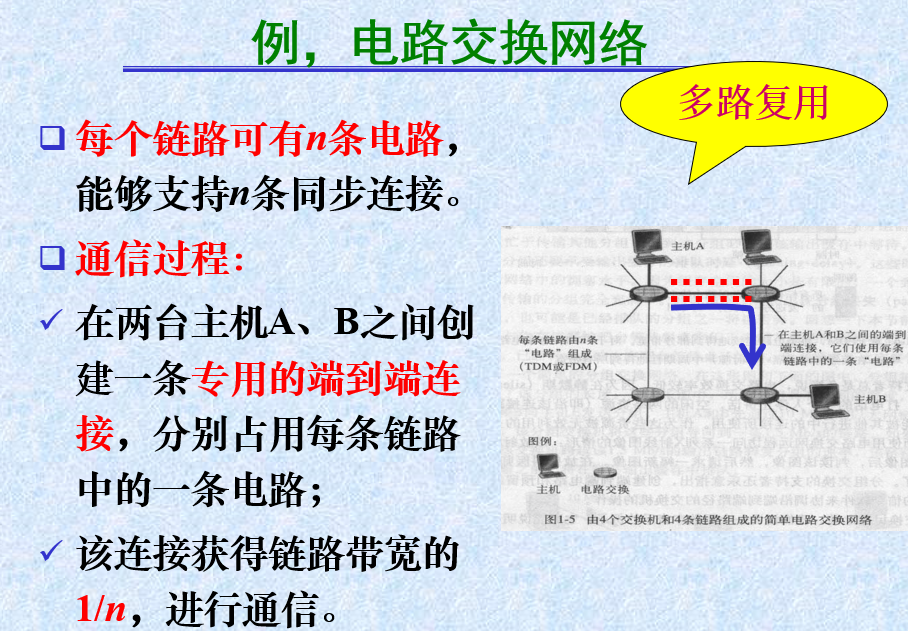 例，电路交换网络
多路复用
每个链路可有n条电路，
能够支持n条同步连接。
通信过程:
在两台主机A、B之间创
建一条专用的端到端连
接，分别占用每条链路
中的一条电路；
该连接获得链路带宽的
1/n，进行通信。
主机A
每条链路由n条
“电路”组成
(TDM或FDM)
在主机A和B之间的端到
端连接，它们使用每条
链路中的一条“电路”
主机B
图例:
主机
电路交换
图1-5 由4个交换机和4条链路组成的简单电路交换网络